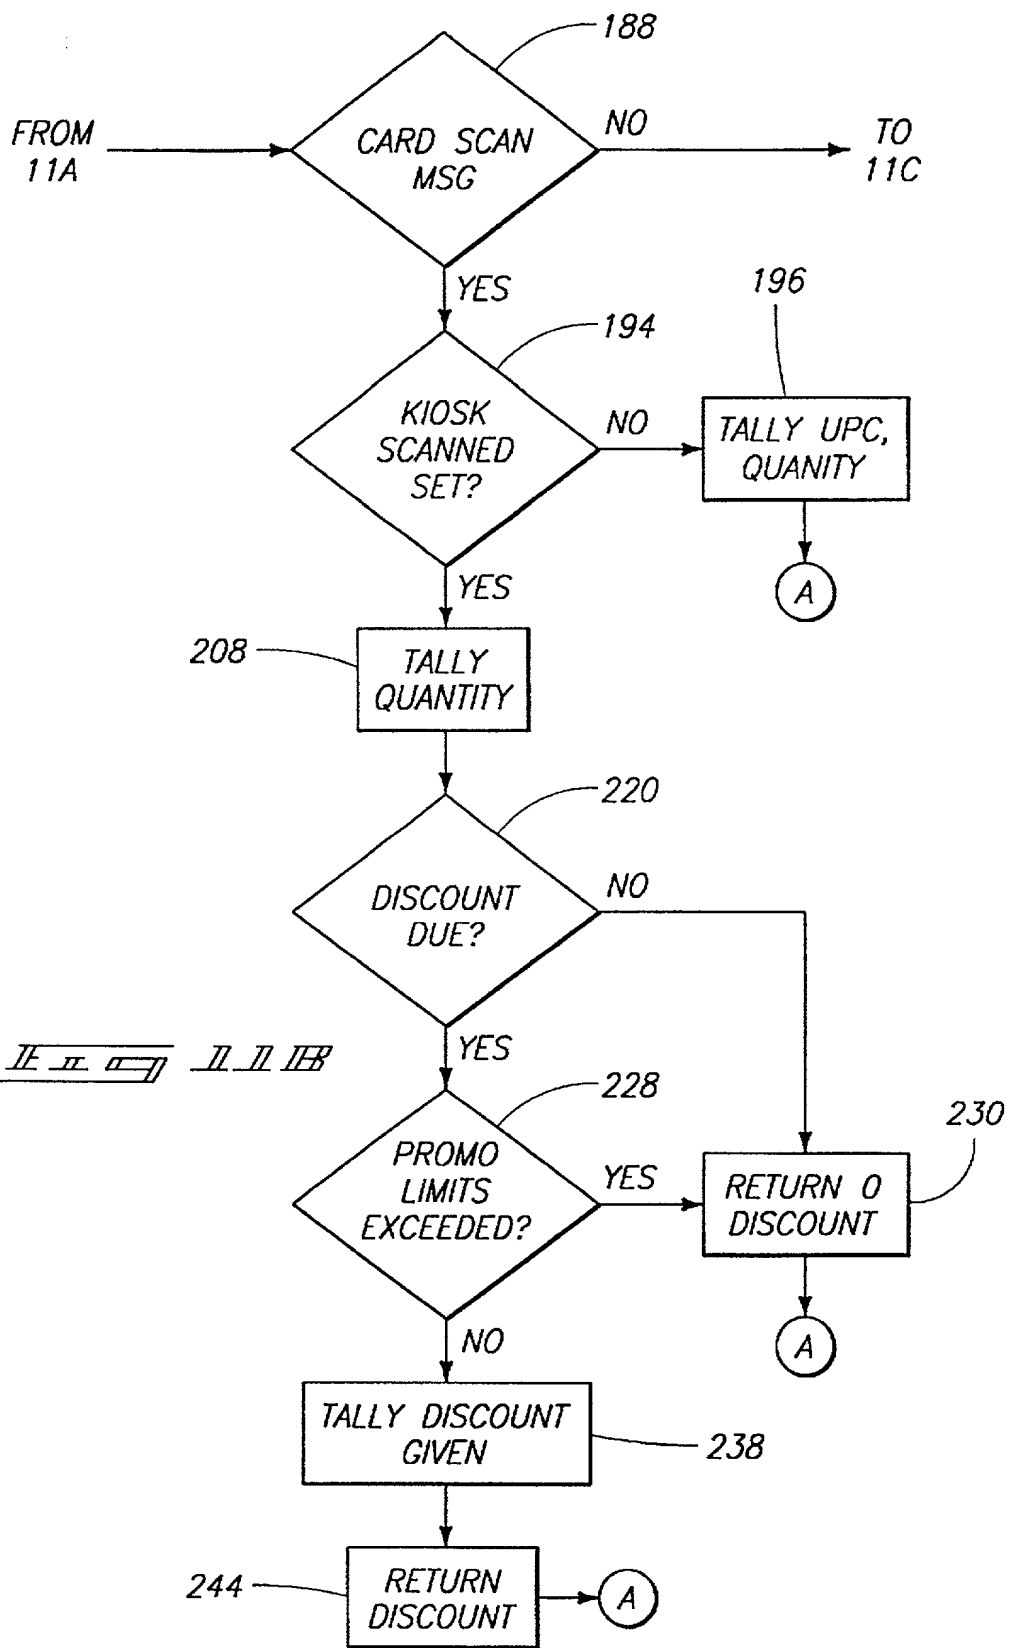 188
FROM
11A
CARD SCAN
MSG
NO
TO
11C
YES
196
194
KIOSK
SCANNED
SET?
NO
TALLY UPC,
QUANITY
YES
A
208
TALLY
QUANTITY
220
DISCOUNT
DUE?
NO
Fig 11B
YES
228
PROMO
LIMITS
EXCEEDED?
YES
230
RETURN 0
DISCOUNT
A
NO
TALLY DISCOUNT
GIVEN
238
244
RETURN
DISCOUNT
A